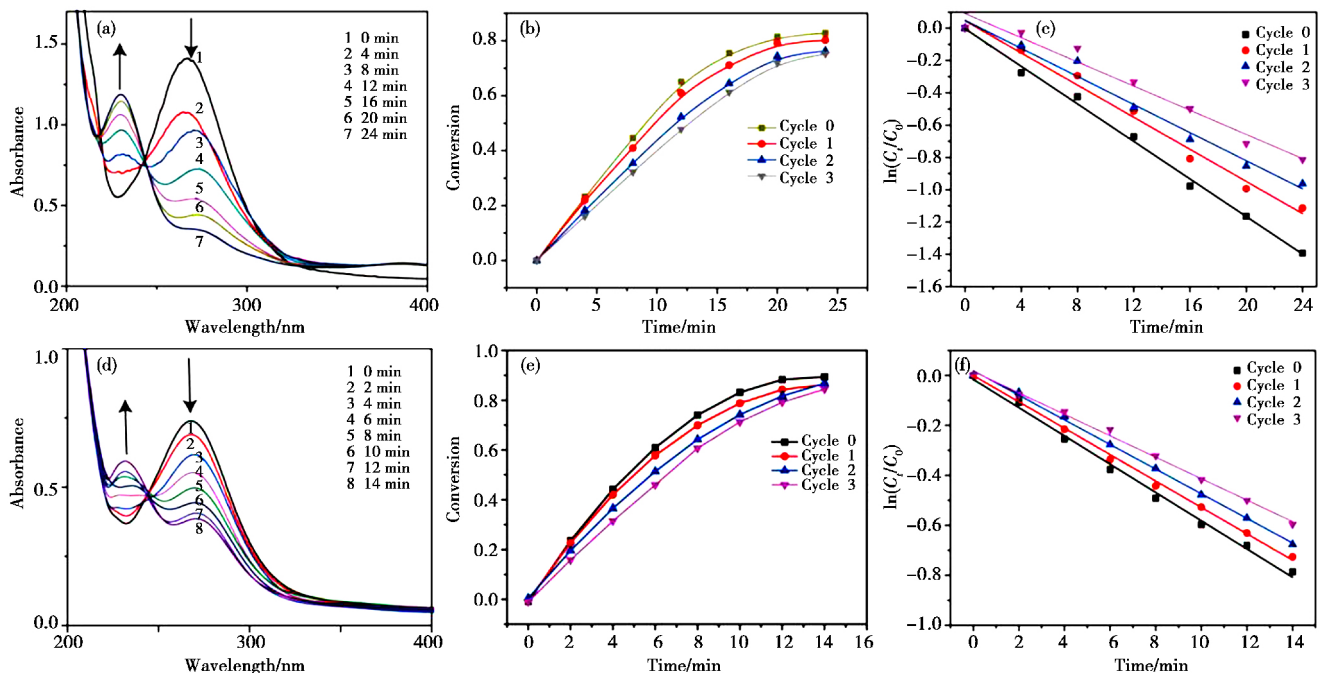 (a)
1 0 min
2 4 min
3 8 min
4 12 min
5 16 min
6 20 min
7 24 min
1
2
3
4
5
6
7
1.5
1.0
0.5
0.0
Absorbance
200 300 400
Wavelength/nm
(b)
Cycle 0
Cycle 1
Cycle 2
Cycle 3
0.8
0.6
0.4
0.2
0.0
Conversion
0 5 10 15 20 25
Time/min
(c)
Cycle 0
Cycle 1
Cycle 2
Cycle 3
0.0
−0.2
−0.4
−0.6
−0.8
−1.0
−1.2
−1.4
−1.6
ln(Ct/C0)
0 4 8 12 16 20 24
Time/min
(d)
1 0 min
2 2 min
3 4 min
4 6 min
5 8 min
6 10 min
7 12 min
8 14 min
1
2
3
4
5
6
7
8
1.0
0.5
0.0
Absorbance
200 300 400
Wavelength/nm
(e)
Cycle 0
Cycle 1
Cycle 2
Cycle 3
1.0
0.8
0.6
0.4
0.2
0.0
Conversion
0 2 4 6 8 10 12 14 16
Time/min
(f)
Cycle 0
Cycle 1
Cycle 2
Cycle 3
0.0
−0.2
−0.4
−0.6
−0.8
−1.0
ln(Ct/C0)
0 2 4 6 8 10 12 14
Time/min